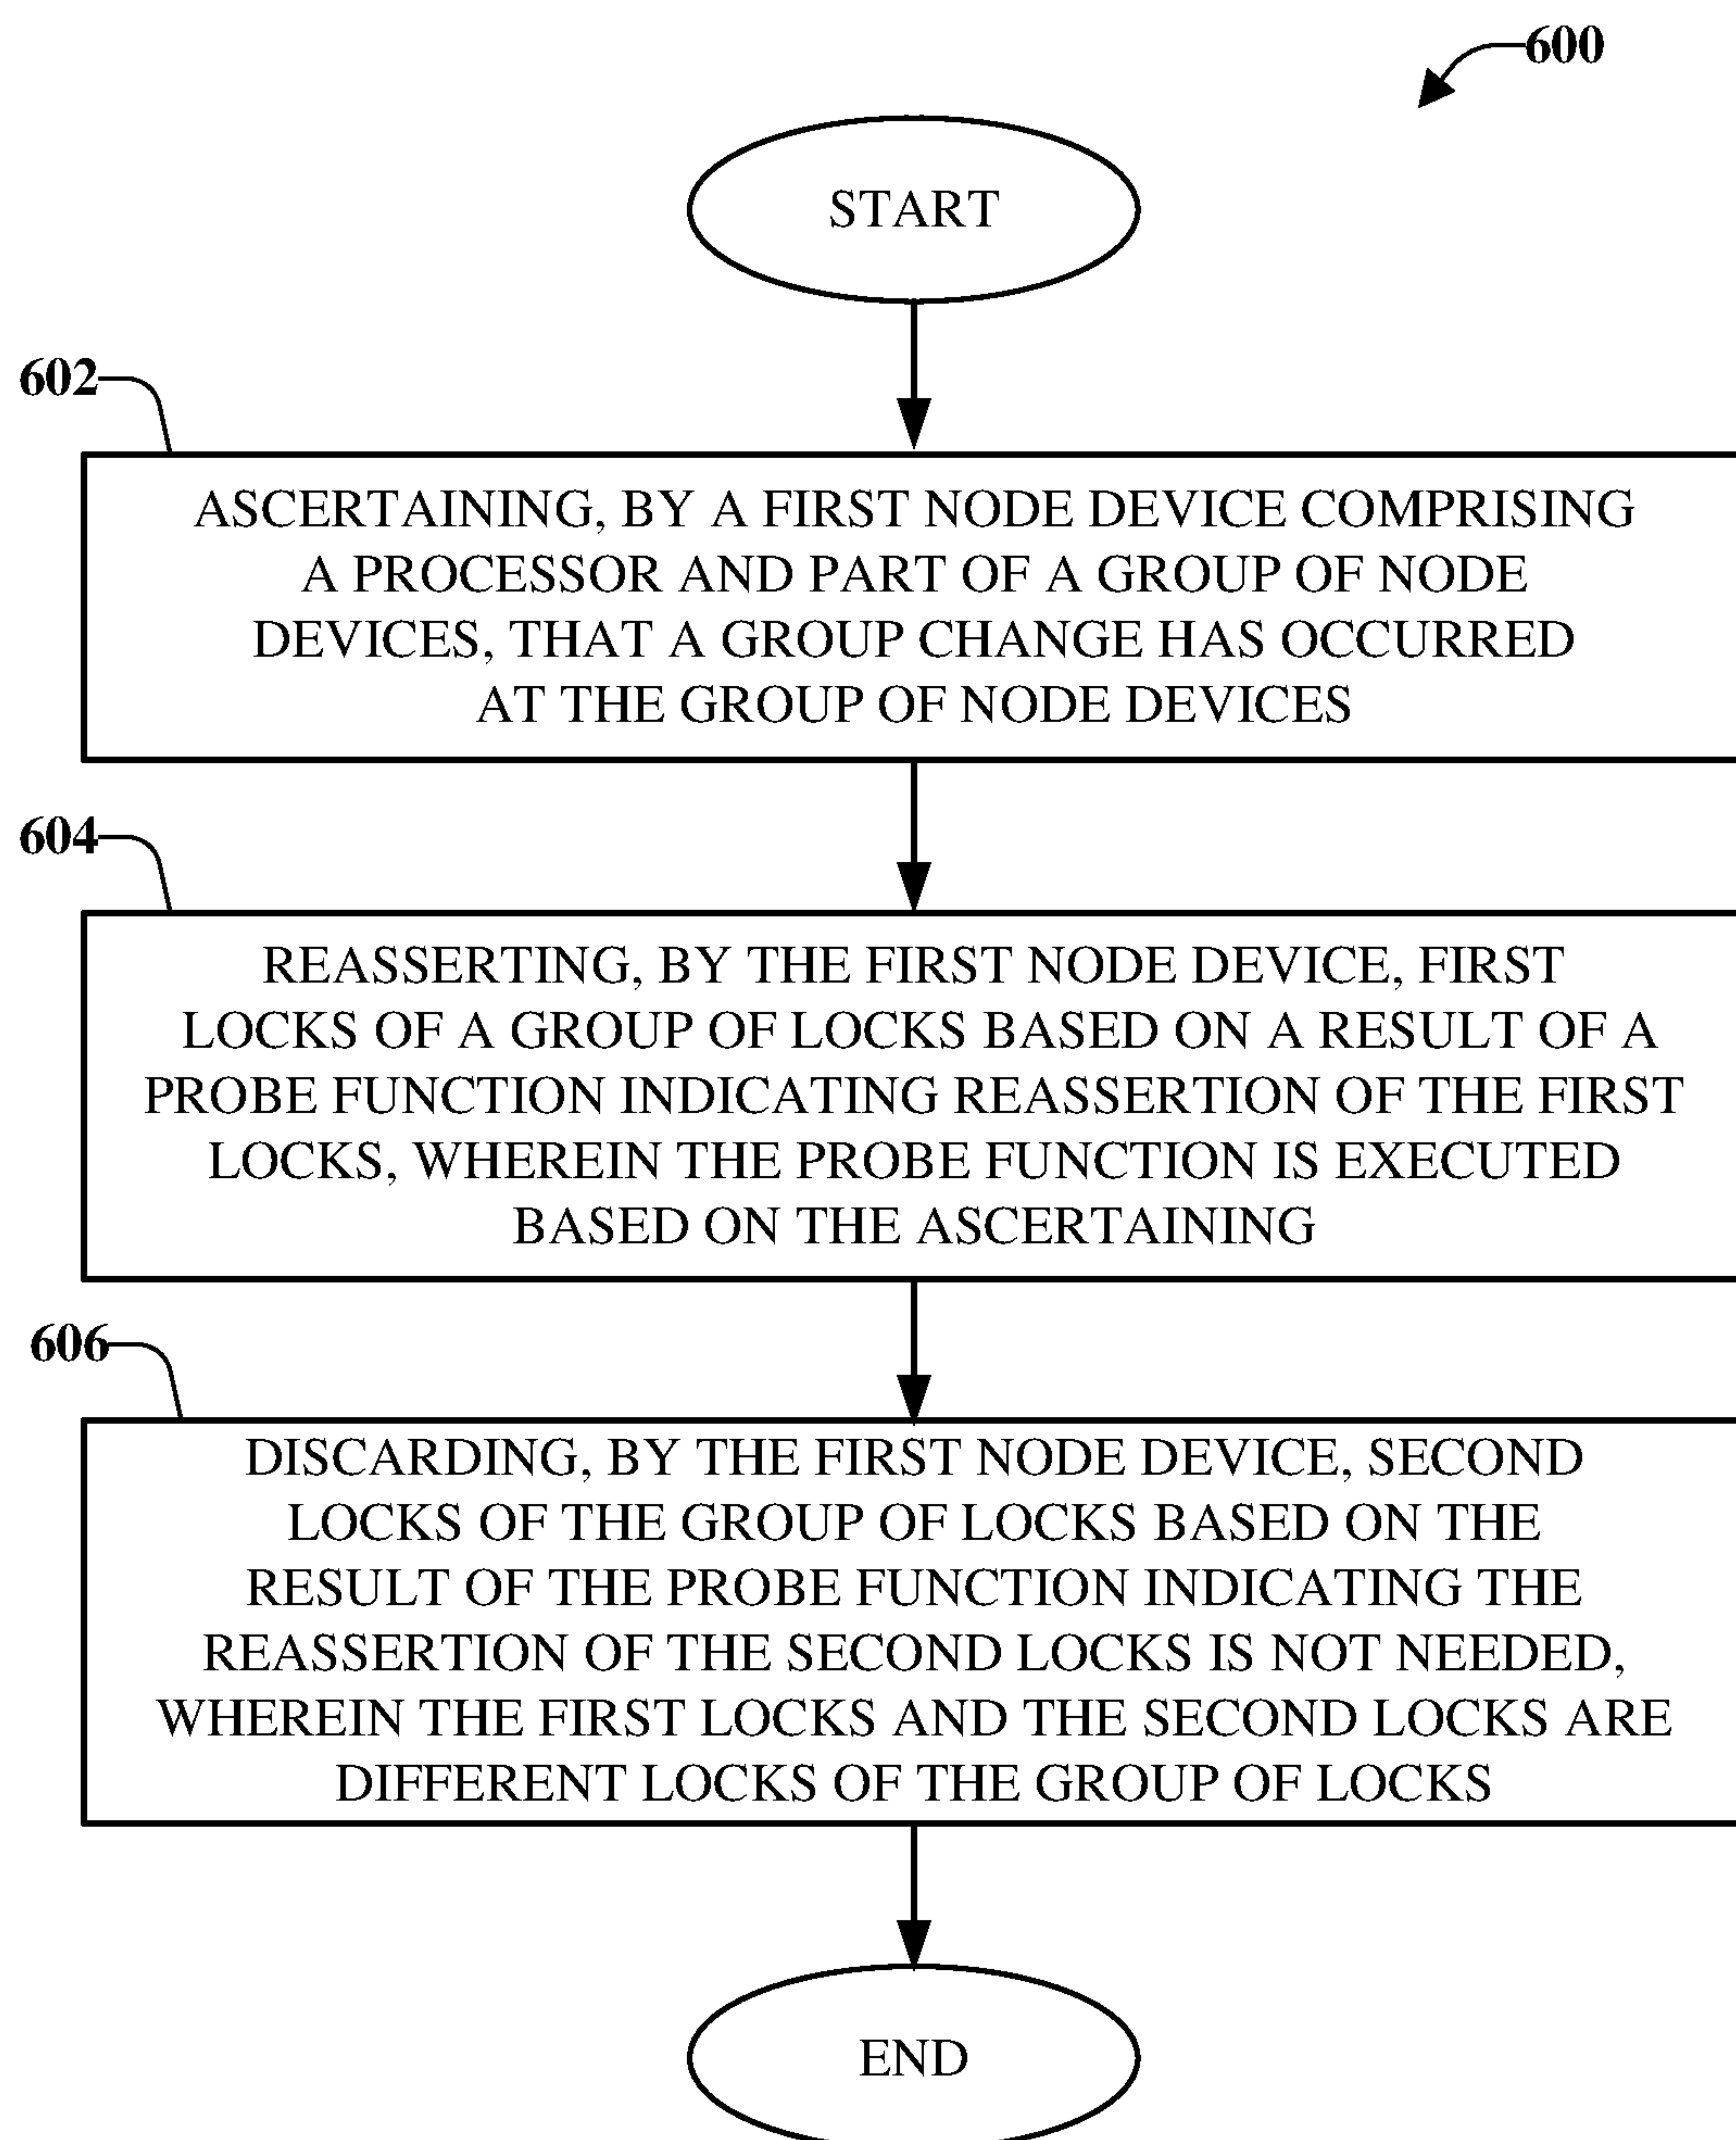 600
START
602
ASCERTAINING, BY A FIRST NODE DEVICE COMPRISING
A PROCESSOR AND PART OF A GROUP OF NODE
DEVICES, THAT A GROUP CHANGE HAS OCCURRED
AT THE GROUP OF NODE DEVICES
604
REASSERTING, BY THE FIRST NODE DEVICE, FIRST
LOCKS OF A GROUP OF LOCKS BASED ON A RESULT OF A
PROBE FUNCTION INDICATING REASSERTION OF THE FIRST
LOCKS, WHEREIN THE PROBE FUNCTION IS EXECUTED
BASED ON THE ASCERTAINING
606
DISCARDING, BY THE FIRST NODE DEVICE, SECOND
LOCKS OF THE GROUP OF LOCKS BASED ON THE
RESULT OF THE PROBE FUNCTION INDICATING THE
REASSERTION OF THE SECOND LOCKS IS NOT NEEDED,
WHEREIN THE FIRST LOCKS AND THE SECOND LOCKS ARE
DIFFERENT LOCKS OF THE GROUP OF LOCKS
END